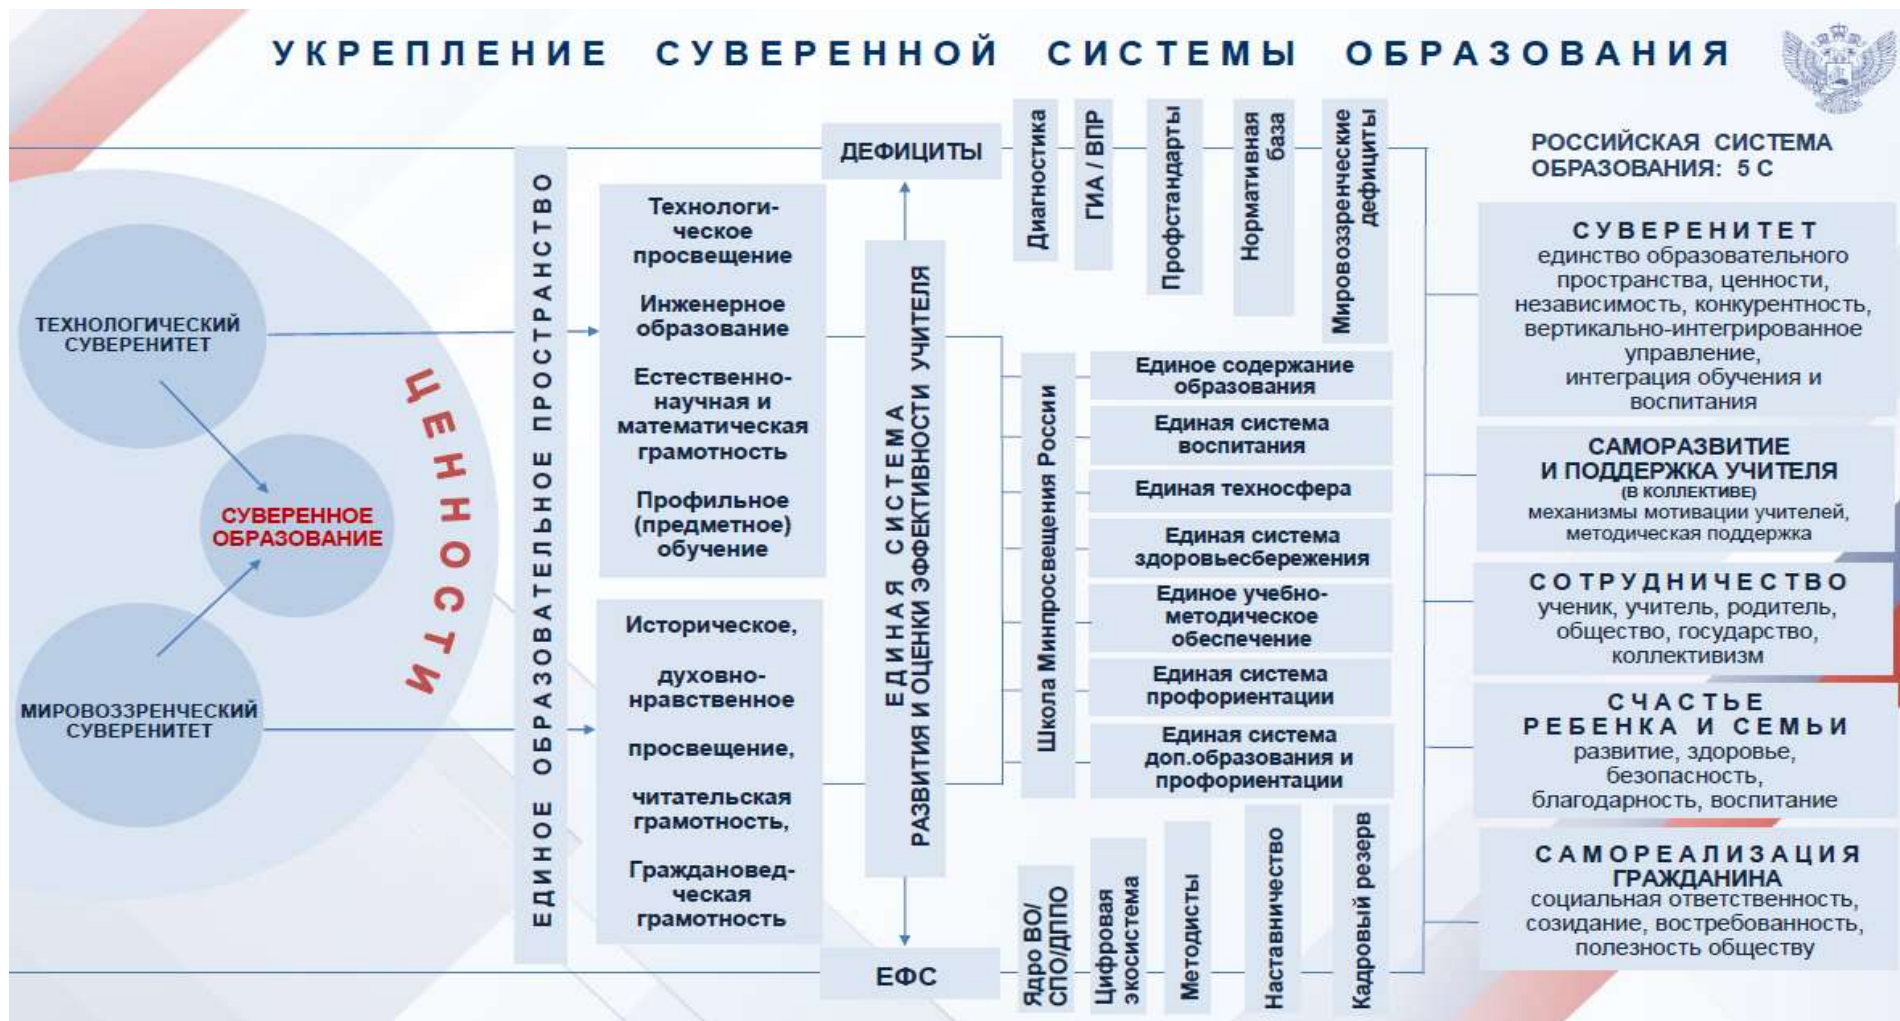 УКРЕПЛЕНИЕ СУВЕРЕННОЙ СИСТЕМЫ ОБРАЗОВАНИЯ
ТЕХНОЛОГИЧЕСКИЙ
СУВЕРЕНИТЕТ
СУВЕРЕННОЕ
ОБРАЗОВАНИЕ
МИРОВОЗЗРЕНЧЕСКИЙ
СУВЕРЕНИТЕТ
ЦЕННОСТИ
ЕДИНОЕ ОБРАЗОВАТЕЛЬНОЕ ПРОСТРАНСТВО
Технологи-
ческое
просвещение
Инженерное
образование
Естественно-
научная и
математическая
грамотность
Профильное
(предметное)
обучение
Историческое,
духовно-
нравственное
просвещение,
читательская
грамотность,
Граждановед-
ческая
грамотность
ДЕФИЦИТЫ
ЕДИНАЯ СИСТЕМА
РАЗВИТИЯ И ОЦЕНКИ ЭФФЕКТИВНОСТИ УЧИТЕЛЯ
ЕФС
Диагностика
ГИА / ВПР
Профстандарты
Нормативная
база
Мировоззренческие
дефициты
Школа Минпросвещения России
Единое содержание
образования
Единая система
воспитания
Единая техносфера
Единая система
здоровьесбережения
Единое учебно-
методическое
обеспечение
Единая система
профориентации
Единая система
доп.образования и
профориентации
Ядро ВО/
СПО/ДППО
Цифровая
экосистема
Методисты
Наставничество
Кадровый резерв
РОССИЙСКАЯ СИСТЕМА
ОБРАЗОВАНИЯ: 5 С
СУВЕРЕНИТЕТ
единство образовательного
пространства, ценности,
независимость, конкурентность,
вертикально-интегрированное
управление,
интеграция обучения и
воспитания
САМОРАЗВИТИЕ
И ПОДДЕРЖКА УЧИТЕЛЯ
(В КОЛЛЕКТИВЕ)
механизмы мотивации учителей,
методическая поддержка
СОТРУДНИЧЕСТВО
ученик, учитель, родитель,
общество, государство,
коллективизм
СЧАСТЬЕ
РЕБЕНКА И СЕМЬИ
развитие, здоровье,
безопасность,
благодарность, воспитание
САМОРЕАЛИЗАЦИЯ
ГРАЖДАНИНА
социальная ответственность,
созидание, востребованность,
полезность обществу